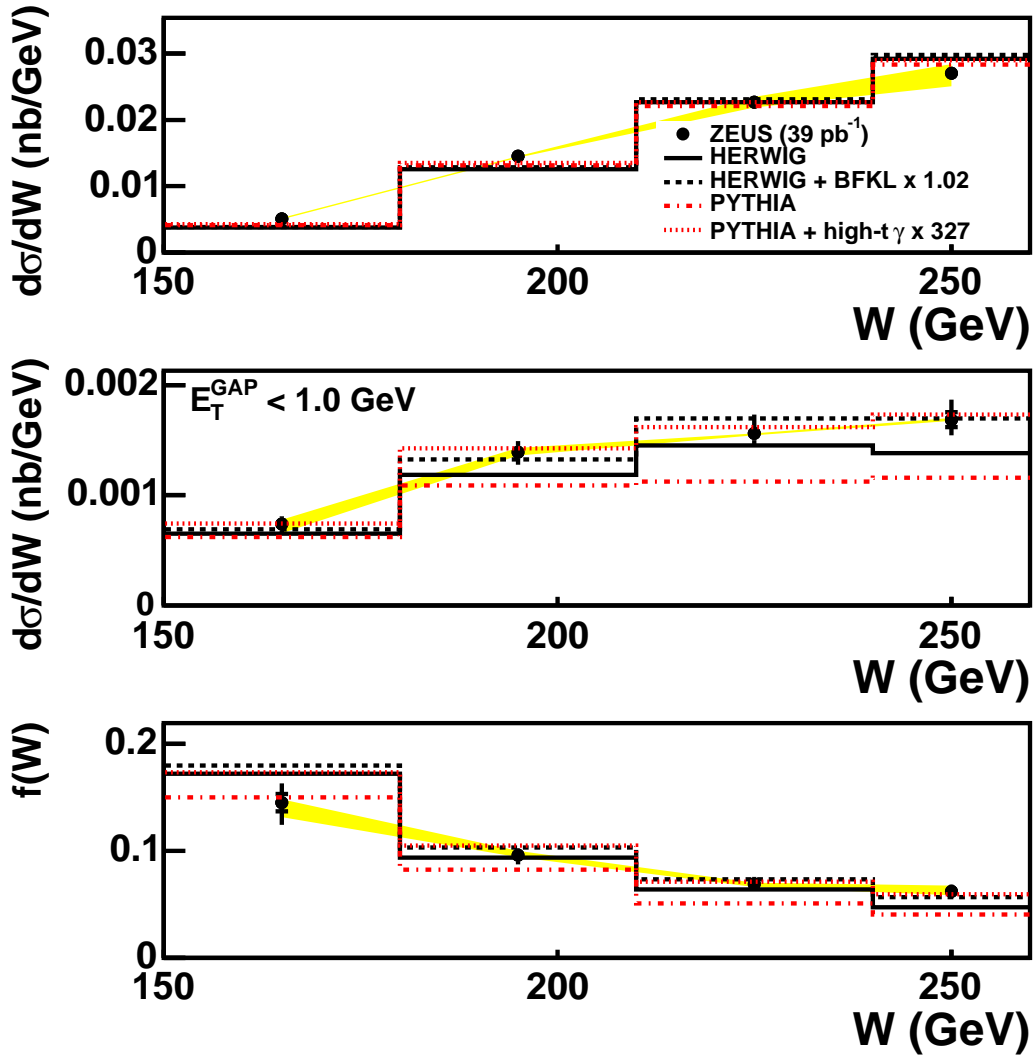 dσ/dW (nb/GeV)
0.03
0.02
0.01
0
ZEUS (39 pb⁻¹)
HERWIG
HERWIG + BFKL x 1.02
PYTHIA
PYTHIA + high-t γ x 327
150 200 250
W (GeV)
dσ/dW (nb/GeV)
0.002
0.001
0
E_T^GAP < 1.0 GeV
150 200 250
W (GeV)
f(W)
0.2
0.1
0
150 200 250
W (GeV)